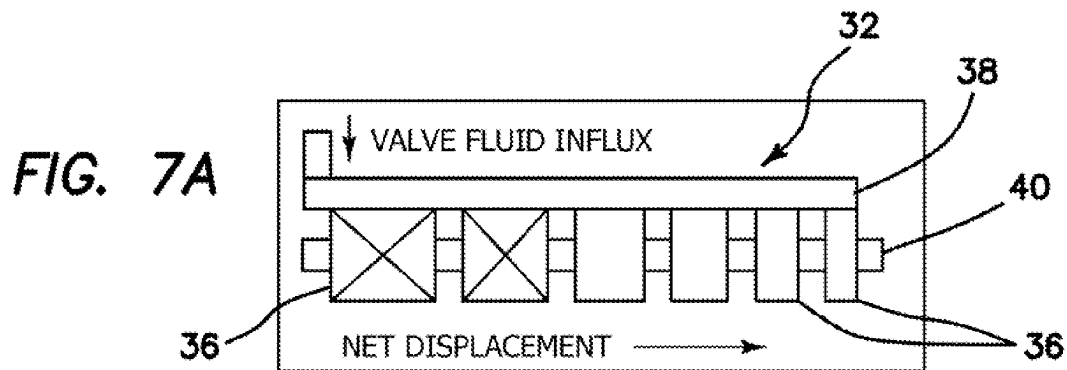 32
38
VALVE FLUID INFLUX
FIG. 7A
40
36
NET DISPLACEMENT
36